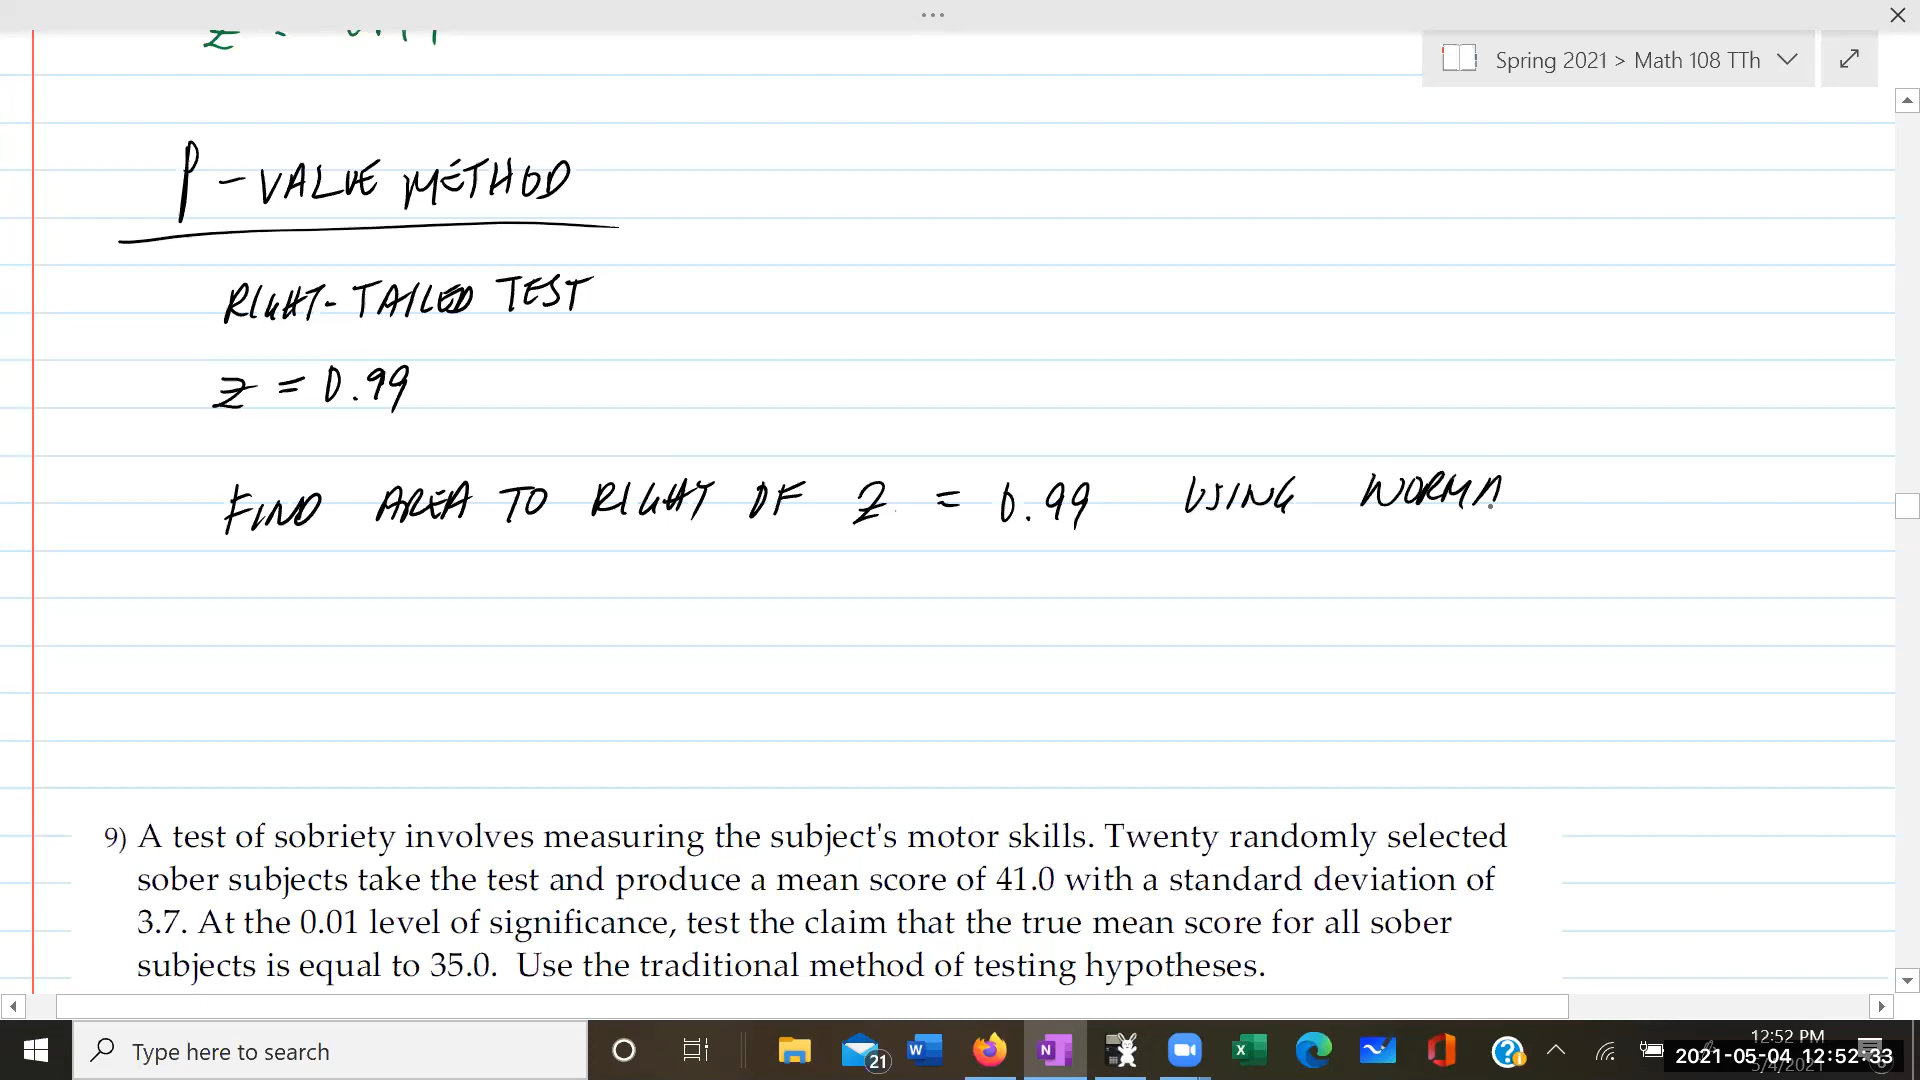 Spring 2021 > Math 108 TTh
P-VALUE METHOD
RIGHT-TAILED TEST
Z = 0.99
FIND AREA TO RIGHT OF Z = 0.99 USING NORMA
9) A test of sobriety involves measuring the subject's motor skills. Twenty randomly selected
sober subjects take the test and produce a mean score of 41.0 with a standard deviation of
3.7. At the 0.01 level of significance, test the claim that the true mean score for all sober
subjects is equal to 35.0. Use the traditional method of testing hypotheses.
Type here to search
21
12:52 PM
2021-05-04 12:52:33